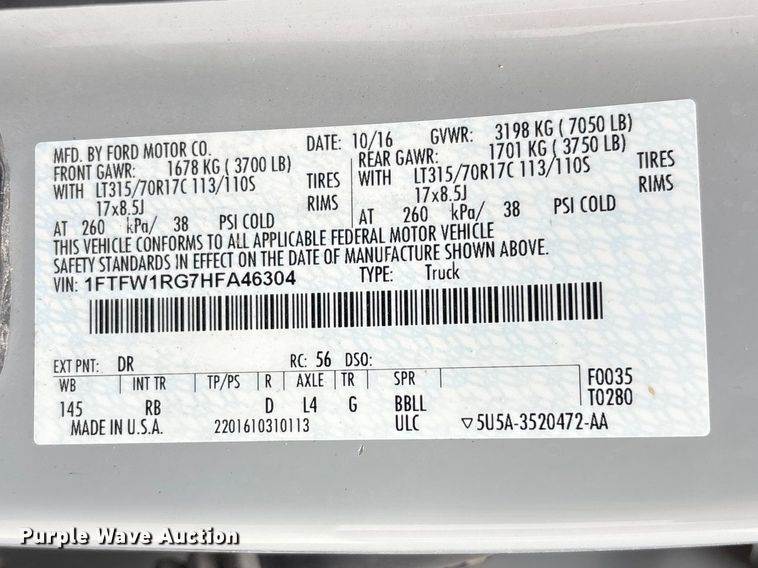 MFD. BY FORD MOTOR CO. DATE: 10/16 GVWR: 3198 KG ( 7050 LB)
FRONT GAWR: 1678 KG ( 3700 LB) REAR GAWR: 1701 KG ( 3750 LB)
WITH LT315/70R17C 113/110S TIRES WITH LT315/70R17C 113/110S TIRES
17x8.5J RIMS 17x8.5J RIMS
AT 260 kPa/ 38 PSI COLD AT 260 kPa/ 38 PSI COLD
THIS VEHICLE CONFORMS TO ALL APPLICABLE FEDERAL MOTOR VEHICLE
SAFETY STANDARDS IN EFFECT ON THE DATE OF MANUFACTURE SHOWN ABOVE.
VIN: 1FTFW1RG7HFA46304 TYPE: Truck
EXT PNT: DR RC: 56 DSO:
WB INT TR TP/PS R AXLE TR SPR F0035
145 RB D L4 G BBLL T0280
MADE IN U.S.A. 2201610310113 ULC ▽5U5A-3520472-AA
Purple Wave Auction